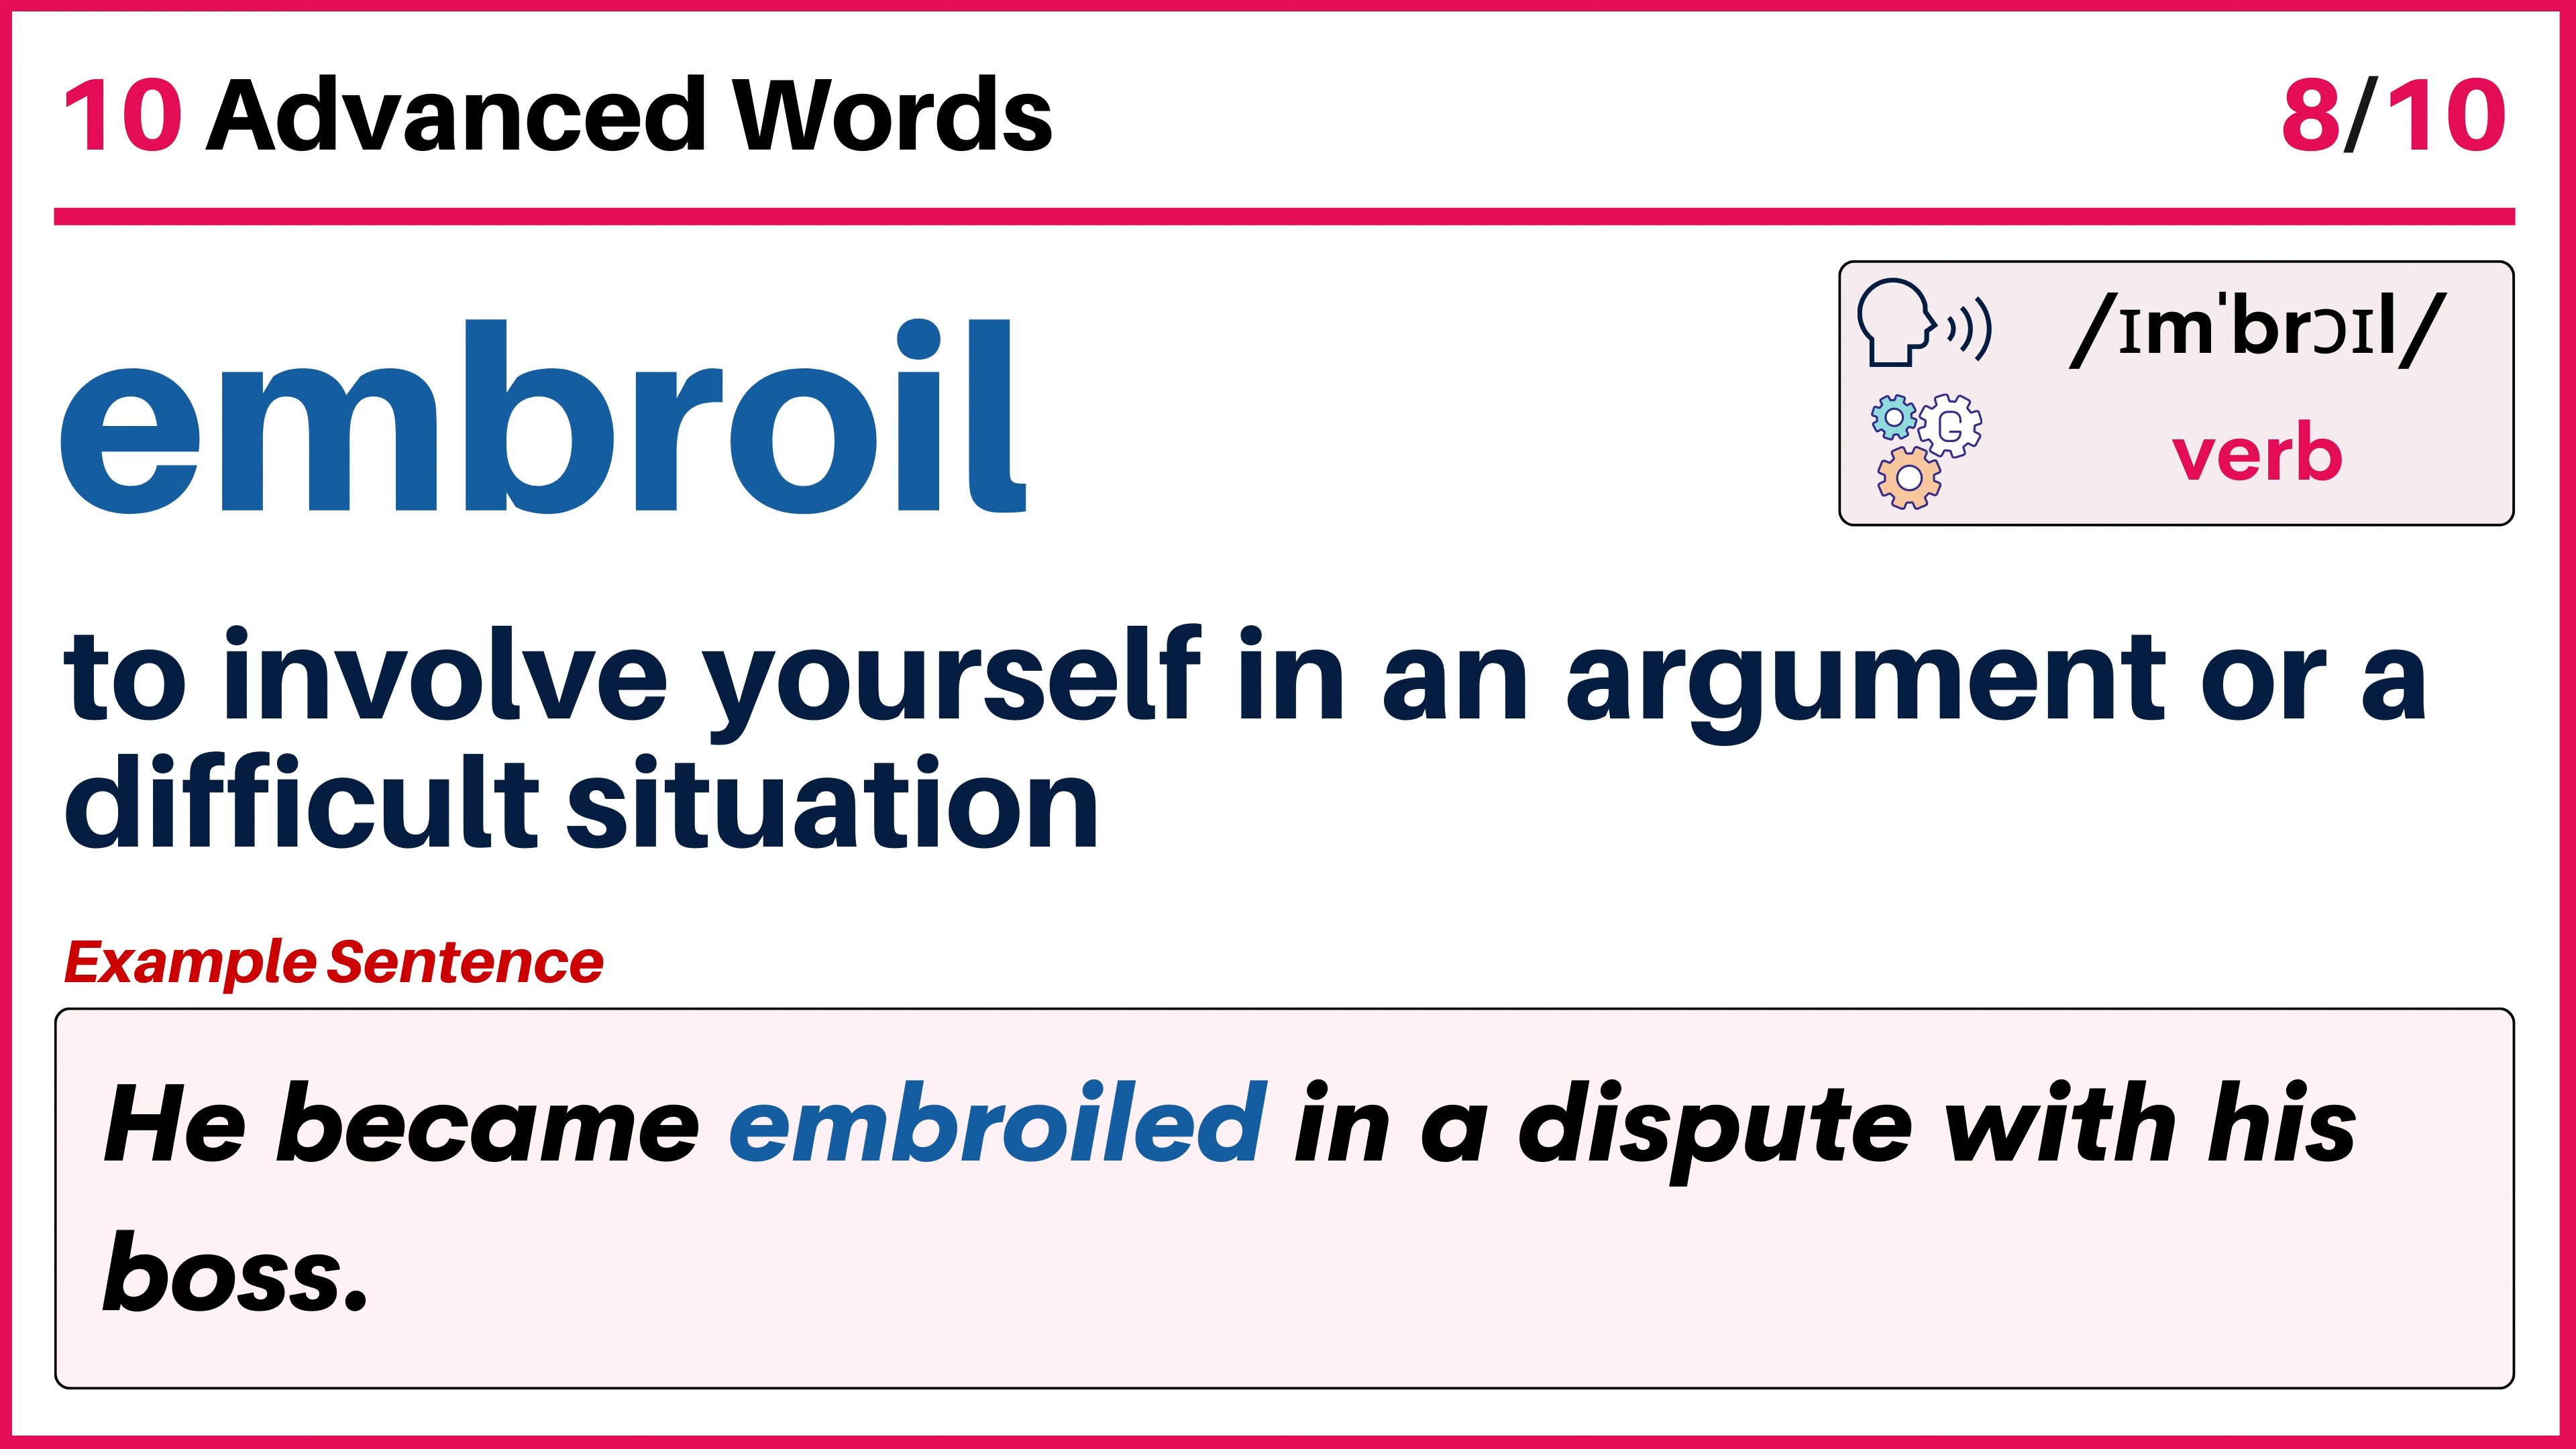 10 Advanced Words
8/10
embroil
/ɪmˈbrɔɪl/
G
verb
to involve yourself in an argument or a
difficult situation
Example Sentence
He became embroiled in a dispute with his
boss.